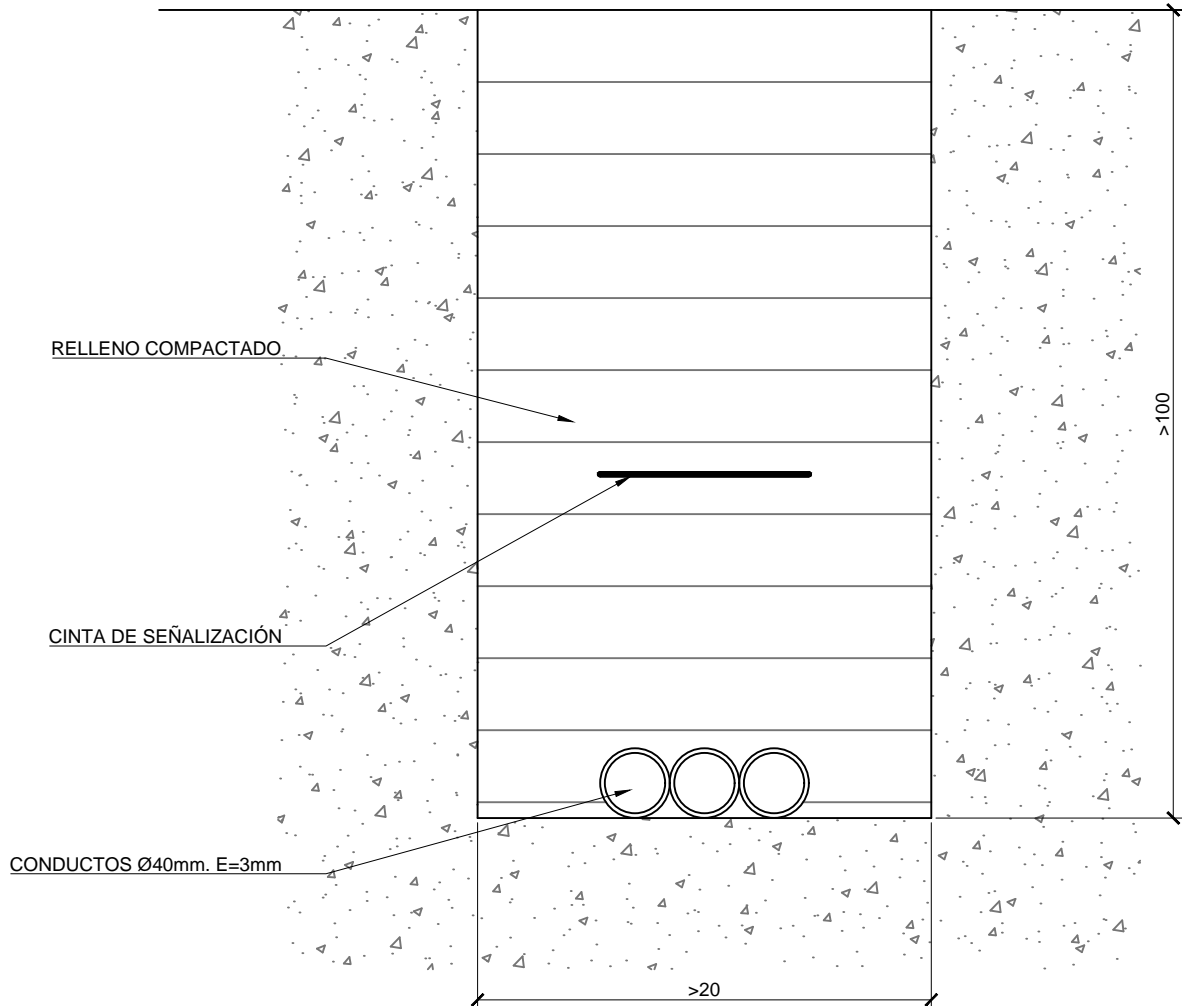 RELLENO COMPACTADO
>100
CINTA DE SEÑALIZACIÓN
CONDUCTOS Ø40mm. E=3mm
>20